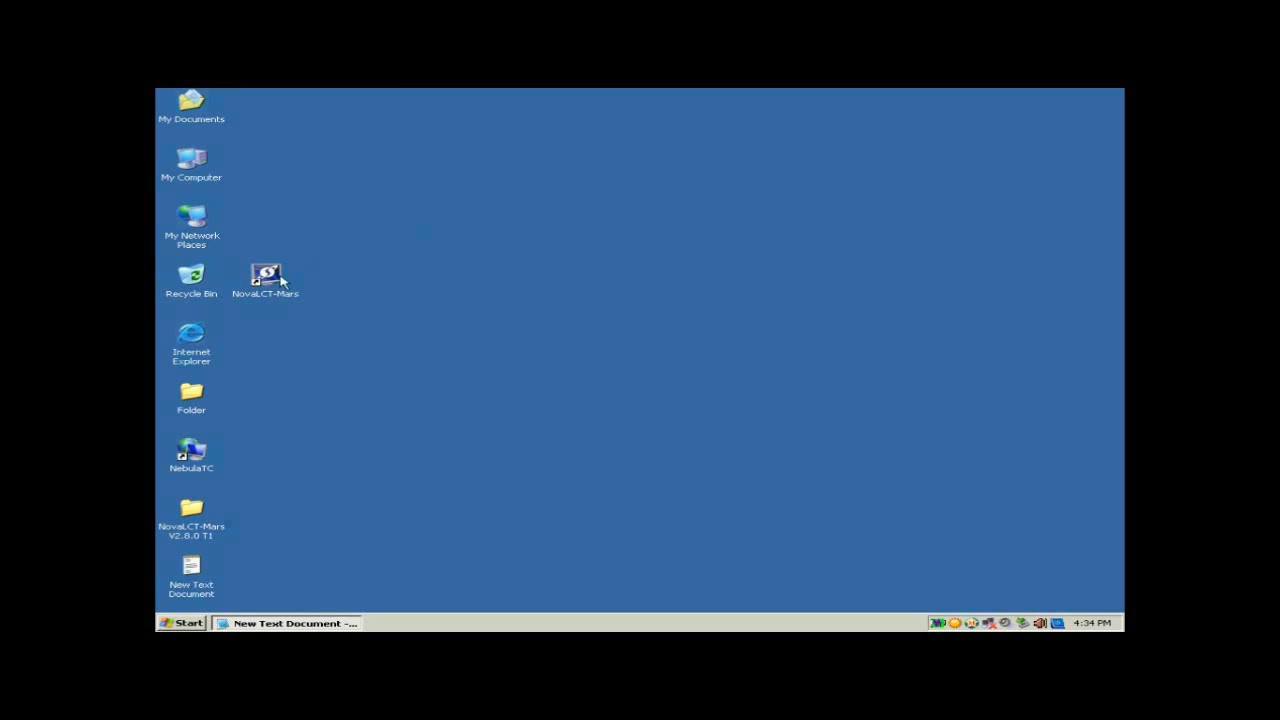 My Documents
My Computer
My Network
Places
Recycle Bin
NovaLCT-Mars
Internet
Explorer
Folder
NebulaTC
NovaLCT-Mars
V2.8.0 T1
New Text
Document
Start
New Text Document -...
4:34 PM